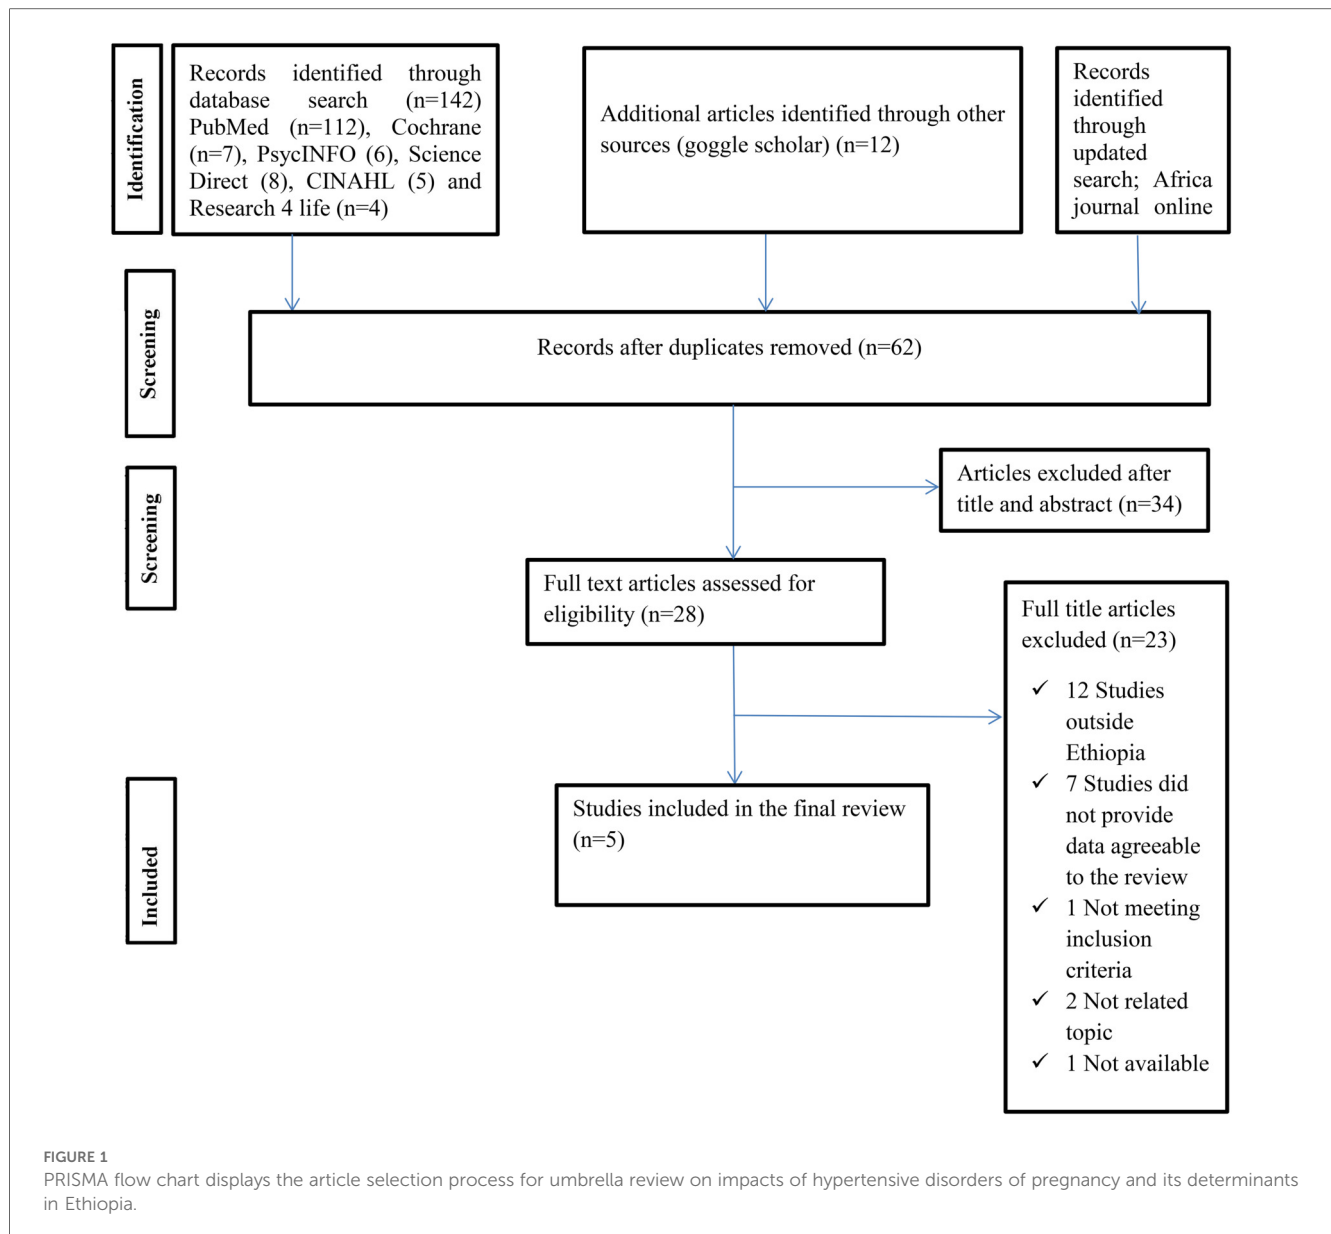 Identification
Records identified through
database search (n=142)
PubMed (n=112), Cochrane
(n=7), PsycINFO (6), Science
Direct (8), CINAHL (5) and
Research 4 life (n=4)
Additional articles identified through other
sources (goggle scholar) (n=12)
Records
identified
through
updated
search; Africa
journal online
Screening
Records after duplicates removed (n=62)
Screening
Articles excluded after
title and abstract (n=34)
Full text articles assessed for
eligibility (n=28)
Full title articles
excluded (n=23)
✓ 12 Studies
outside
Ethiopia
✓ 7 Studies did
not provide
data agreeable
to the review
✓ 1 Not meeting
inclusion
criteria
✓ 2 Not related
topic
✓ 1 Not available
Included
Studies included in the final review
(n=5)
FIGURE 1
PRISMA flow chart displays the article selection process for umbrella review on impacts of hypertensive disorders of pregnancy and its determinants
in Ethiopia.